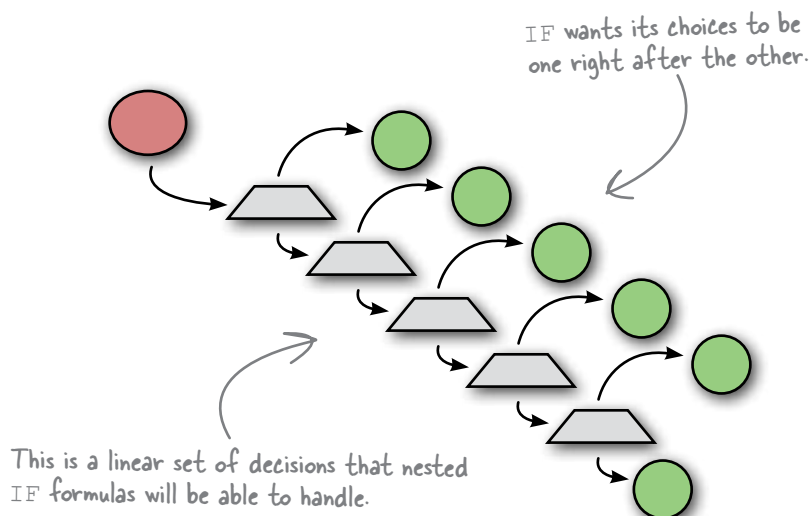 IF wants its choices to be
one right after the other.
This is a linear set of decisions that nested
IF formulas will be able to handle.